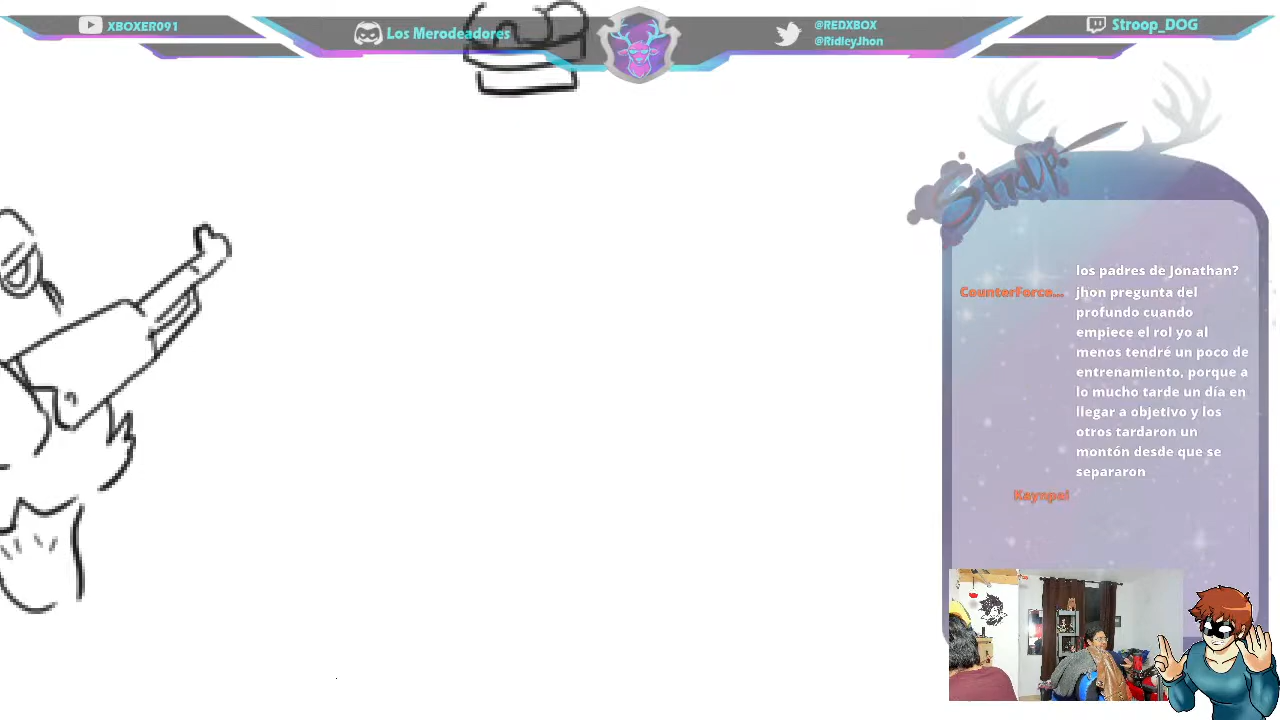 XBOXER091
Los Merodeadores
@REDXBOX
@RidleyJhon
Stroop_DOG
Stroop
los padres de Jonathan?
CounterForce... jhon pregunta del
profundo cuando
empiece el rol yo al
menos tendré un poco de
entrenamiento, porque a
lo mucho tarde un día en
llegar a objetivo y los
otros tardaron un
montón desde que se
separaron
Kaynpai